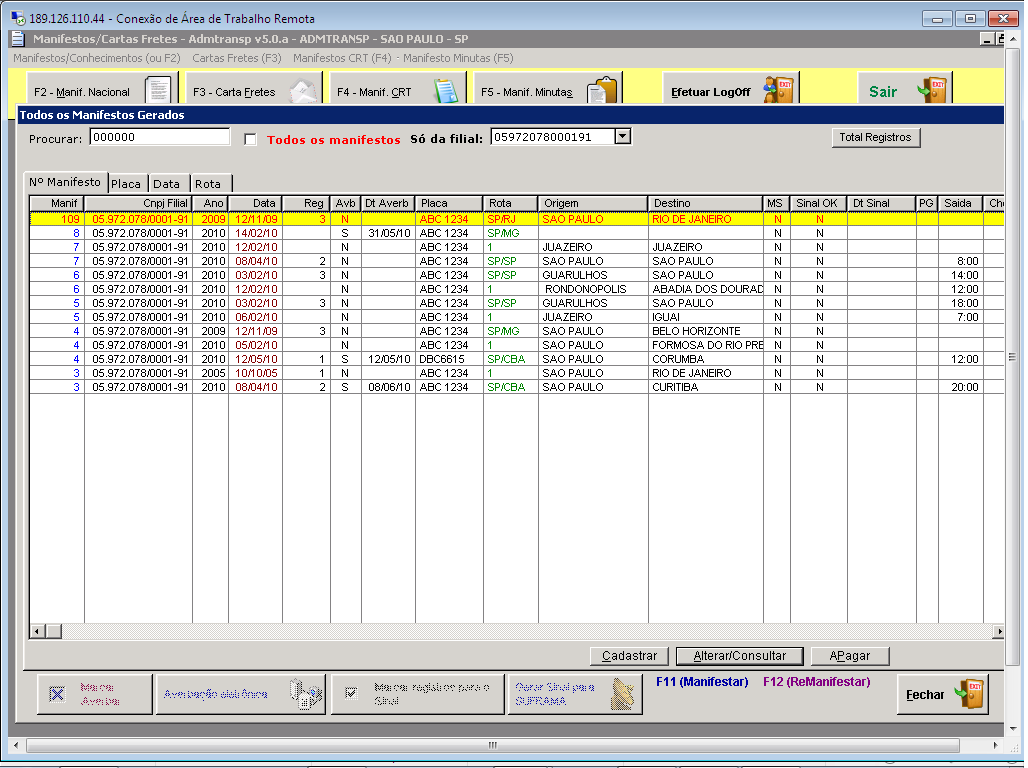 189.126.110.44 - Conexão de Área de Trabalho Remota
Manifestos/Cartas Fretes - Admtransp v5.0.a - ADMTRANSP - SAO PAULO - SP
Manifestos/Conhecimentos (ou F2) Cartas Fretes (F3) Manifestos CRT (F4) - Manifesto Minutas (F5)
F2 - Manif. Nacional F3 - Carta Fretes F4 - Manif. CRT F5 - Manif. Minutas Efetuar LogOff EXIT Sair EXIT
Todos os Manifestos Gerados
Procurar: 000000 Todos os manifestos Só da filial: 05972078000191 Total Registros
Nº Manifesto Placa Data Rota
Manif Cnpj Filial Ano Data Reg Avb Dt Averb Placa Rota Origem Destino MS Sinal OK Dt Sinal PG Saida Che
109 05.972.078/0001-91 2009 12/11/09 3 N ABC 1234 SP/RJ SAO PAULO RIO DE JANEIRO N N
8 05.972.078/0001-91 2010 14/02/10 S 31/05/10 ABC 1234 SP/MG N N
7 05.972.078/0001-91 2010 12/02/10 N ABC 1234 1 JUAZEIRO JUAZEIRO N N
7 05.972.078/0001-91 2010 08/04/10 2 N ABC 1234 SP/SP SAO PAULO SAO PAULO N N 8:00
6 05.972.078/0001-91 2010 03/02/10 3 N ABC 1234 SP/SP GUARULHOS SAO PAULO N N 14:00
6 05.972.078/0001-91 2010 12/02/10 N ABC 1234 1 RONDONOPOLIS ABADIA DOS DOURAD N N 12:00
5 05.972.078/0001-91 2010 03/02/10 3 N ABC 1234 SP/SP GUARULHOS SAO PAULO N N 18:00
5 05.972.078/0001-91 2010 06/02/10 N ABC 1234 1 JUAZEIRO IGUAI N N 7:00
4 05.972.078/0001-91 2009 12/11/09 3 N ABC 1234 SP/MG SAO PAULO BELO HORIZONTE N N
4 05.972.078/0001-91 2010 05/02/10 N ABC 1234 1 SAO PAULO FORMOSA DO RIO PRE N N
4 05.972.078/0001-91 2010 12/05/10 1 S 12/05/10 DBC6615 SP/CBA SAO PAULO CORUMBA N N 12:00
3 05.972.078/0001-91 2005 10/10/05 1 N ABC 1234 1 SAO PAULO RIO DE JANEIRO N N
3 05.972.078/0001-91 2010 08/04/10 2 S 08/06/10 ABC 1234 SP/CBA SAO PAULO CURITIBA N N 20:00
Cadastrar Alterar/Consultar APagar
Marcar Averbar Averbação eletrônica Marcar registros para o Sinal Gerar Sinal para SUFRAMA F11 (Manifestar) F12 (ReManifestar) Fechar EXIT